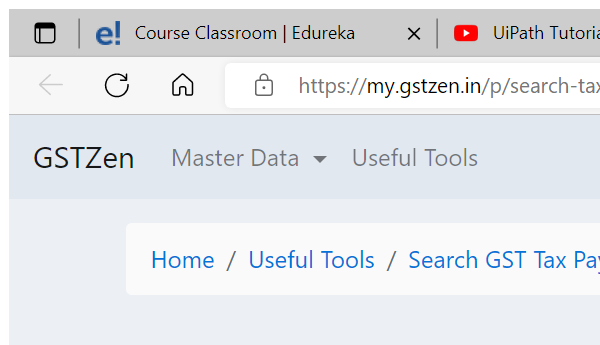 e! Course Classroom | Edureka UiPath Tutoria
https://my.gstzen.in/p/search-tax
GSTZen Master Data Useful Tools
Home / Useful Tools / Search GST Tax Pay